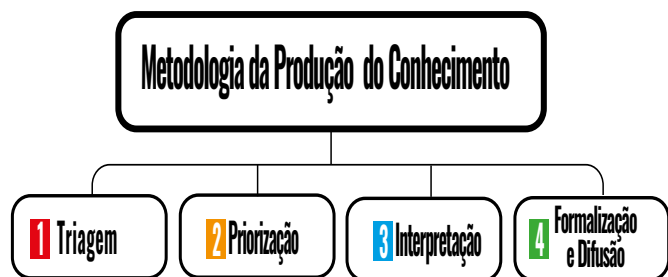 Metodologia da Produção do Conhecimento
1 Triagem
2 Priorização
3 Interpretação
4 Formalização
e Difusão